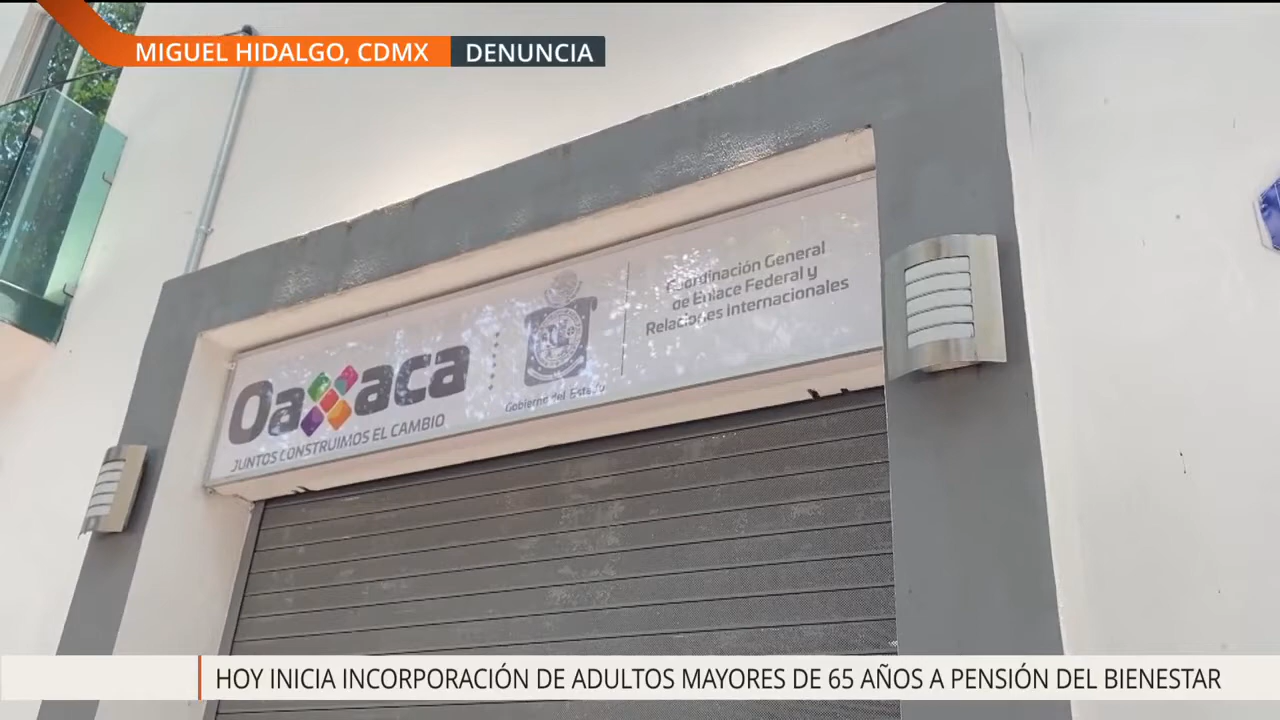 MIGUEL HIDALGO, CDMX
DENUNCIA
Oaxaca
JUNTOS CONSTRUIMOS EL CAMBIO
Gobierno del Estado
Coordinación General
de Enlace Federal y
Relaciones Internacionales
HOY INICIA INCORPORACIÓN DE ADULTOS MAYORES DE 65 AÑOS A PENSIÓN DEL BIENESTAR